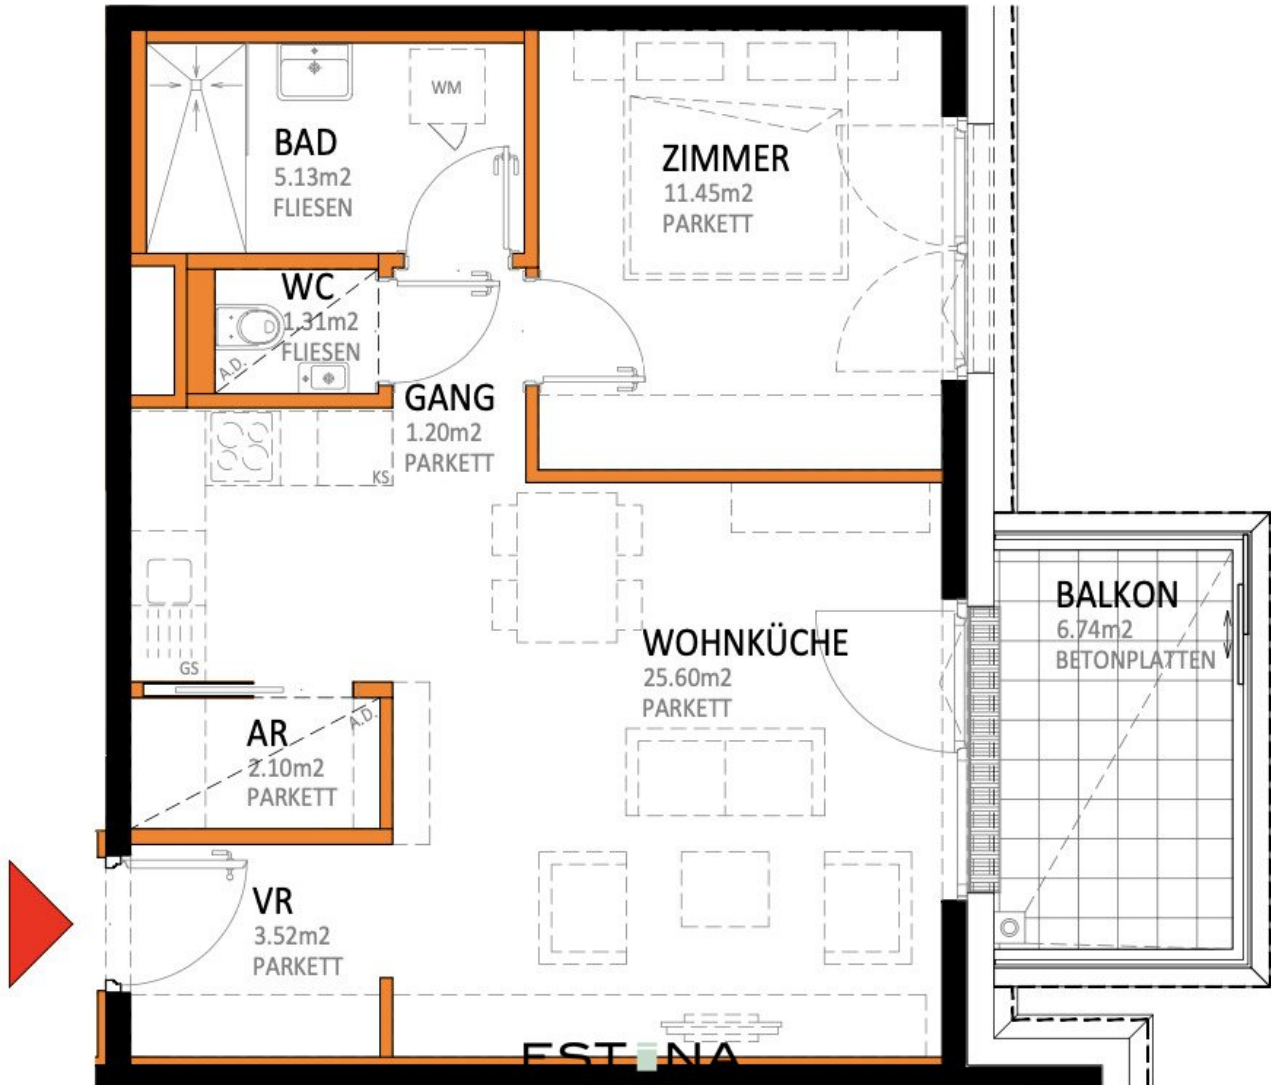 BAD
5.13m2
FLIESEN
WM
ZIMMER
11.45m2
PARKETT
WC
1.31m2
FLIESEN
A.D.
GANG
1.20m2
PARKETT
KS
GS
WOHNKÜCHE
25.60m2
PARKETT
BALKON
6.74m2
BETONPLATTEN
AR
2.10m2
PARKETT
A.D.
VR
3.52m2
PARKETT
ESTINA